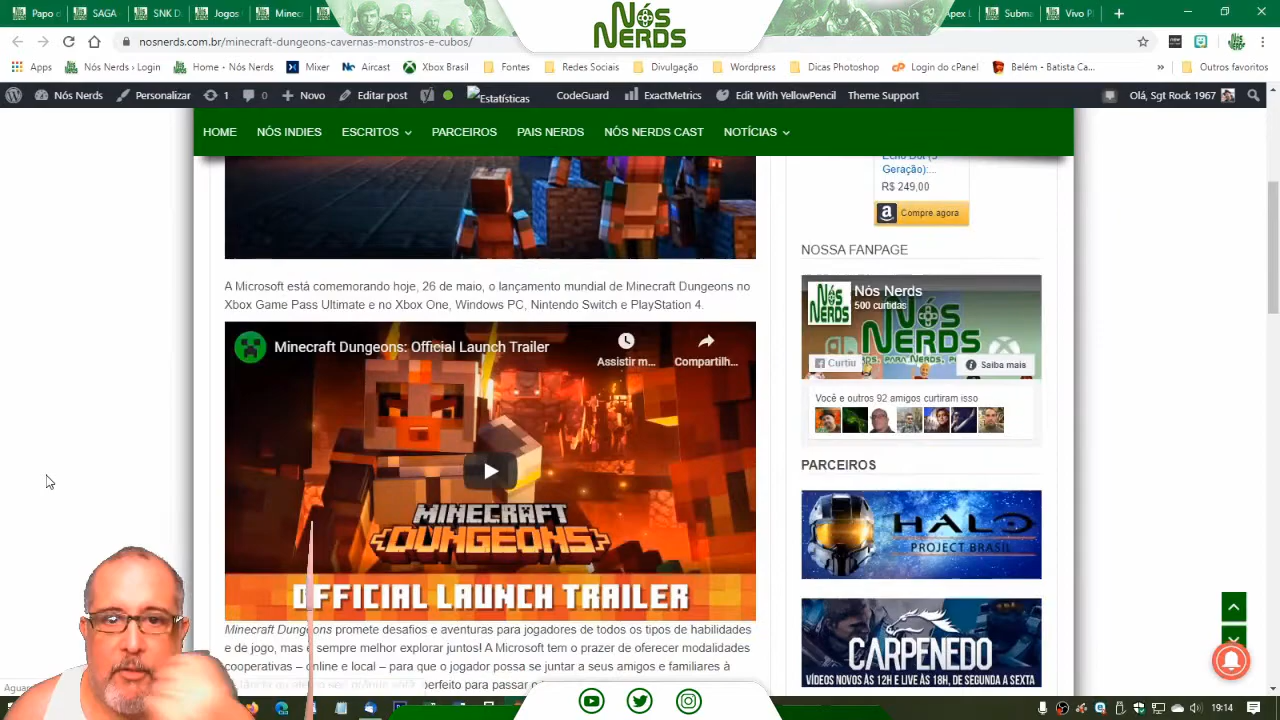 Papo d
SAGA
SNK D
Jogos
Minecr
Nós
NERDS
Apex L
Subma
Vivo P
nosnerds.com.br/minecraft-dungeons-cavernas-monstros-e-cubos/
Apps
Nós Nerds › Login
Home - Nós Nerds
Mixer
Aircast
Xbox Brasil
Fontes
Redes Sociais
Divulgação
Wordpress
Dicas Photoshop
Login do cPanel
Belém - Batista Ca...
»
Outros favoritos
Nós Nerds
Personalizar
1
0
Novo
Editar post
Estatísticas
CodeGuard
ExactMetrics
Edit With YellowPencil
Theme Support
Olá, Sgt Rock 1967
HOME
NÓS INDIES
ESCRITOS
PARCEIROS
PAIS NERDS
NÓS NERDS CAST
NOTÍCIAS
Geração):...
R$ 249,00
Compre agora
NOSSA FANPAGE
A Microsoft está comemorando hoje, 26 de maio, o lançamento mundial de Minecraft Dungeons no
Xbox Game Pass Ultimate e no Xbox One, Windows PC, Nintendo Switch e PlayStation 4.
Nós
NERDS
Nós Nerds
500 curtidas
Nós
NERDS
Curtiu
Saiba mais
Você e outros 92 amigos curtiram isso
Minecraft Dungeons: Official Launch Trailer
Assistir m...
Compartilh...
MINECRAFT
DUNGEONS
OFFICIAL LAUNCH TRAILER
PARCEIROS
HALO
PROJECT BRASIL
CARPENEDO
VÍDEOS NOVOS ÀS 12H E LIVE ÀS 18H, DE SEGUNDA A SEXTA
Minecraft Dungeons promete desafios e aventuras para jogadores de todos os tipos de habilidades
sempre melhor explorar juntos! A Microsoft tem o prazer de oferecer modalidades
cooperativas – online e local – para que o jogador possa se juntar a seus amigos e familiares à
Aguar
19:14